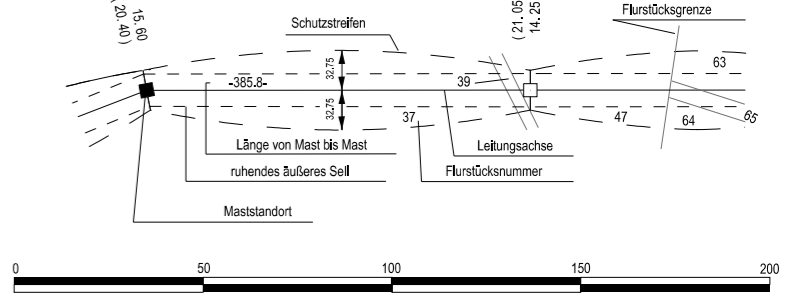 15.60
(20.40)
Schutzstreifen
(21.05)
14.25
Flurstücksgrenze
32,75
-385.8-
39
63
32,75
37
47
64
65
Länge von Mast bis Mast
Leitungsachse
ruhendes äußeres Seil
Flurstücksnummer
Maststandort
0 50 100 150 200